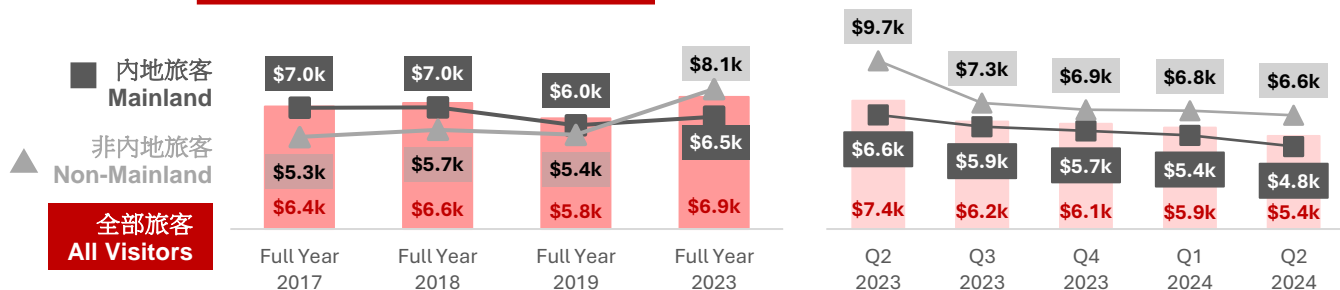 內地旅客
Mainland
非內地旅客
Non-Mainland
全部旅客
All Visitors
$7.0k
$7.0k
$6.0k
$8.1k
$5.3k
$5.7k
$5.4k
$6.5k
$6.4k
$6.6k
$5.8k
$6.9k
Full Year
2017
Full Year
2018
Full Year
2019
Full Year
2023
$9.7k
$7.3k
$6.9k
$6.8k
$6.6k
$6.6k
$5.9k
$5.7k
$5.4k
$4.8k
$7.4k
$6.2k
$6.1k
$5.9k
$5.4k
Q2
2023
Q3
2023
Q4
2023
Q1
2024
Q2
2024